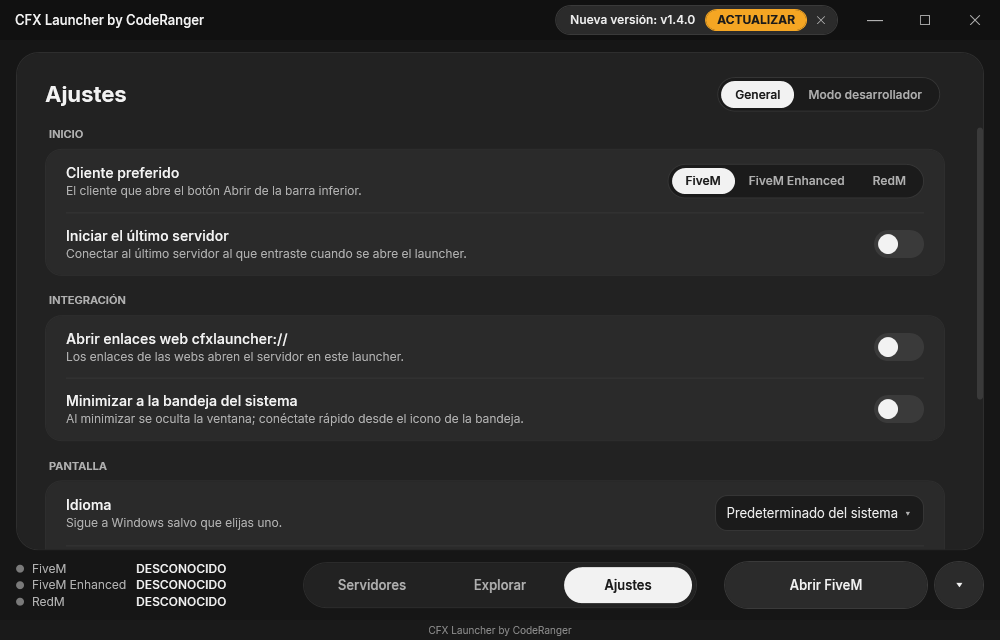 CFX Launcher by CodeRanger
Nueva versión: v1.4.0 ACTUALIZAR
Ajustes
General Modo desarrollador
INICIO
Cliente preferido
El cliente que abre el botón Abrir de la barra inferior.
FiveM FiveM Enhanced RedM
Iniciar el último servidor
Conectar al último servidor al que entraste cuando se abre el launcher.
INTEGRACIÓN
Abrir enlaces web cfxlauncher://
Los enlaces de las webs abren el servidor en este launcher.
Minimizar a la bandeja del sistema
Al minimizar se oculta la ventana; conéctate rápido desde el icono de la bandeja.
PANTALLA
Idioma
Sigue a Windows salvo que elijas uno.
Predeterminado del sistema
FiveM DESCONOCIDO
FiveM Enhanced DESCONOCIDO
RedM DESCONOCIDO
Servidores Explorar Ajustes
Abrir FiveM
CFX Launcher by CodeRanger